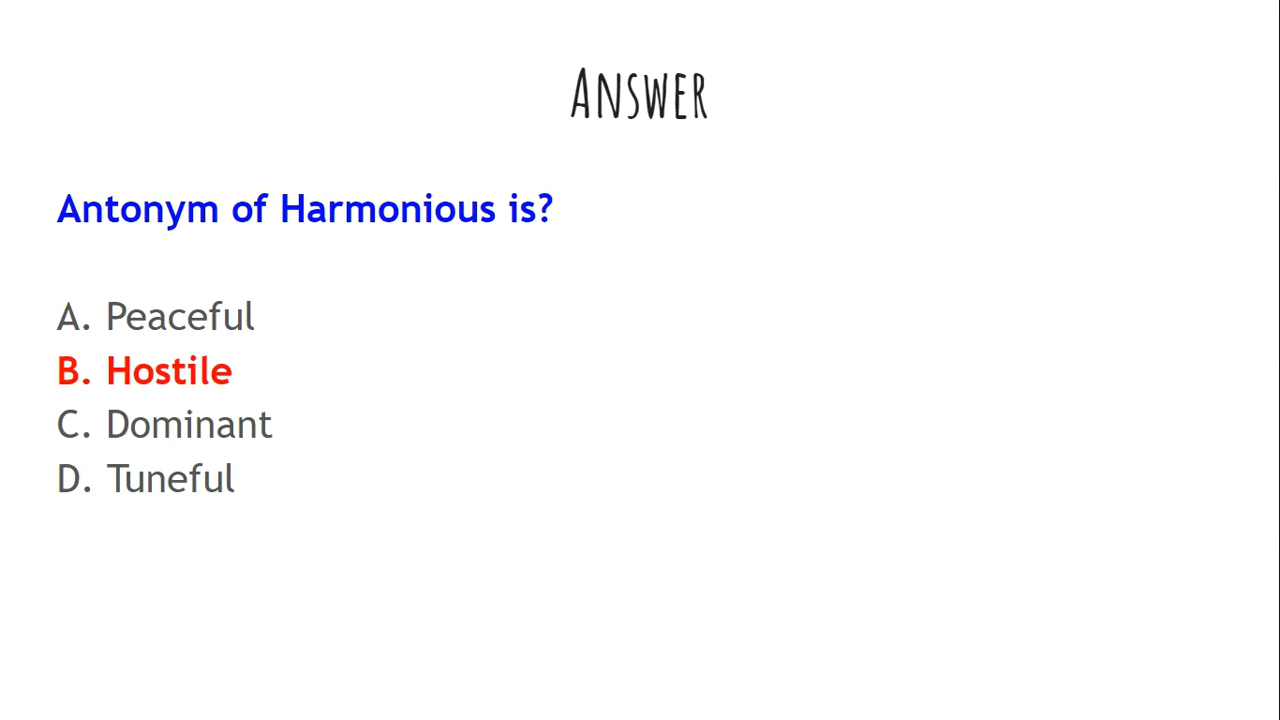 Answer
Antonym of Harmonious is?
A. Peaceful
B. Hostile
C. Dominant
D. Tuneful